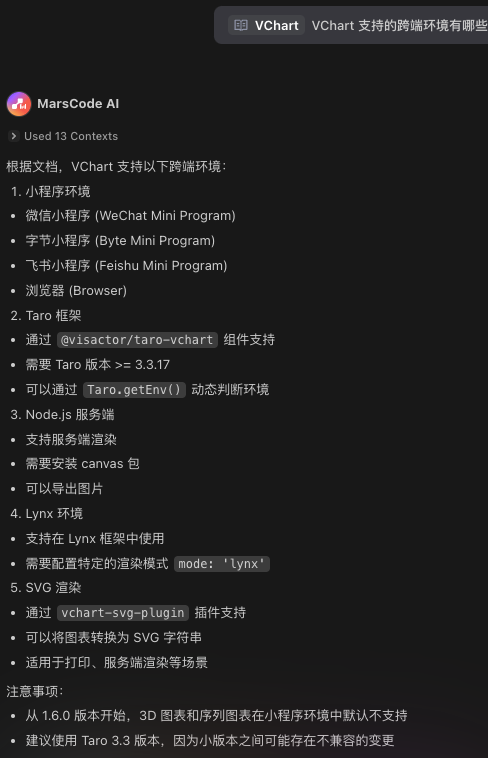 VChart VChart 支持的跨端环境有哪些
MarsCode AI
Used 13 Contexts
根据文档，VChart 支持以下跨端环境：
1. 小程序环境
• 微信小程序 (WeChat Mini Program)
• 字节小程序 (Byte Mini Program)
• 飞书小程序 (Feishu Mini Program)
• 浏览器 (Browser)
2. Taro 框架
• 通过 @visactor/taro-vchart 组件支持
• 需要 Taro 版本 >= 3.3.17
• 可以通过 Taro.getEnv() 动态判断环境
3. Node.js 服务端
• 支持服务端渲染
• 需要安装 canvas 包
• 可以导出图片
4. Lynx 环境
• 支持在 Lynx 框架中使用
• 需要配置特定的渲染模式 mode: 'lynx'
5. SVG 渲染
• 通过 vchart-svg-plugin 插件支持
• 可以将图表转换为 SVG 字符串
• 适用于打印、服务端渲染等场景
注意事项：
• 从 1.6.0 版本开始，3D 图表和序列图表在小程序环境中默认不支持
• 建议使用 Taro 3.3 版本，因为小版本之间可能存在不兼容的变更